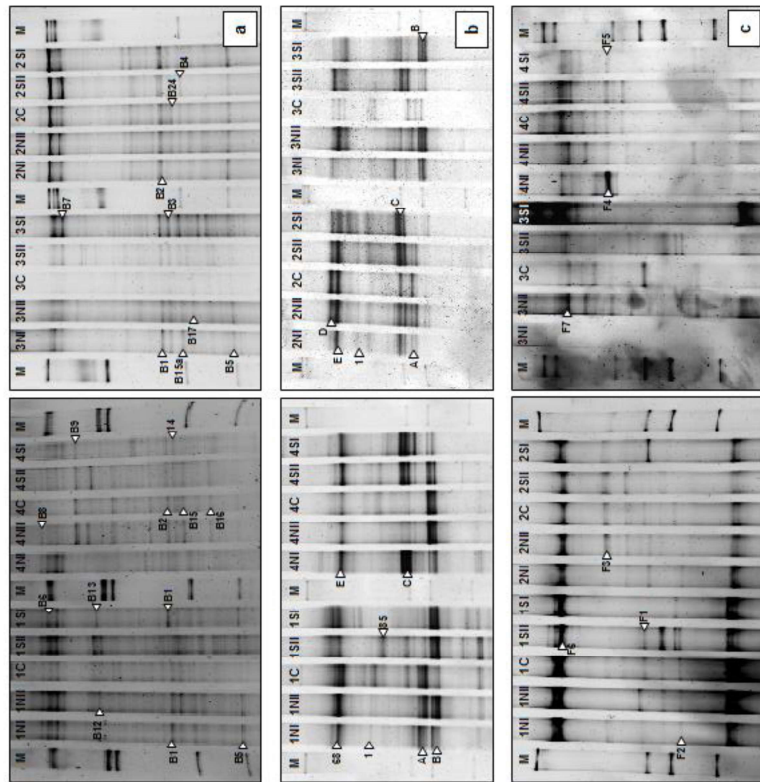 M 1NI 1NII 1C 1SII 1SI M 4NI 4NII 4C 4SII 4SI M
B6 B8 B9
B12 B13
B1 B1 B2 14
B15
B16
B5
M 3NI 3NII 3C 3SII 3SI M 2NI 2NII 2C 2SII 2SI M
B7
B1 B3 B2 B24 B4
B15a
B17
B5
a
1NI 1NII 1C 1SII 1SI M 4NI 4NII 4C 4SII 4SI
68 E
1 S5 C
A
B
2NI 2NII 2C 2SII 2SI M 3NI 3NII 3C 3SII 3SI
D
E
1 C
A B
b
M 1NI 1NII 1C 1SII 1SI 2NI 2NII 2C 2SII 2SI M
F6
F3
F1
F2
M 3NI 3NII 3C 3SII 3SI 4NI 4NII 4C 4SII 4SI M
F7
F4 F5
c